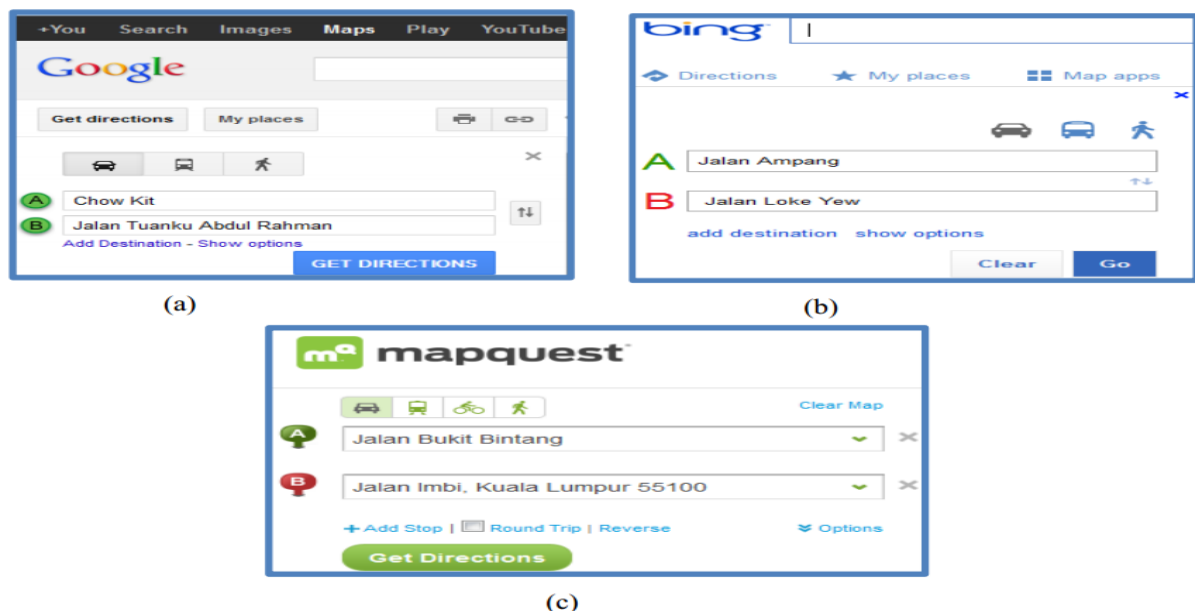 +You Search Images Maps Play YouTube
Google
Get directions My places
A Chow Kit
B Jalan Tuanku Abdul Rahman
Add Destination - Show options
GET DIRECTIONS
(a)
bing
Directions My places Map apps
A Jalan Ampang
B Jalan Loke Yew
add destination show options
Clear Go
(b)
mq mapquest
Clear Map
A Jalan Bukit Bintang
B Jalan Imbi, Kuala Lumpur 55100
+ Add Stop | Round Trip | Reverse Options
Get Directions
(c)